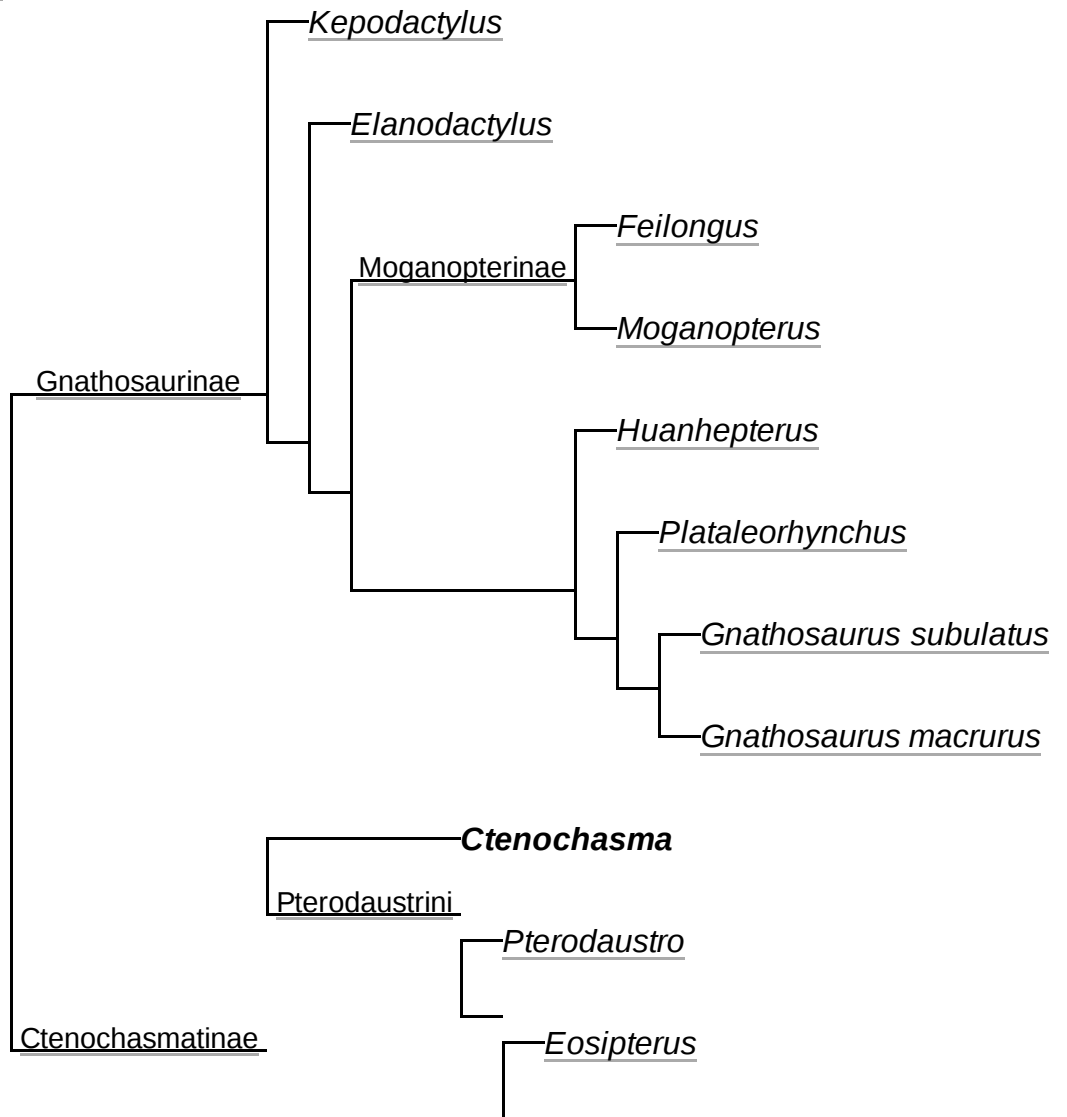 Kepodactylus
Elanodactylus
Feilongus
Moganopterinae
Moganopterus
Gnathosaurinae
Huanhepterus
Plataleorhynchus
Gnathosaurus subulatus
Gnathosaurus macrurus
Ctenochasma
Pterodaustrini
Pterodaustro
Ctenochasmatinae
Eosipterus